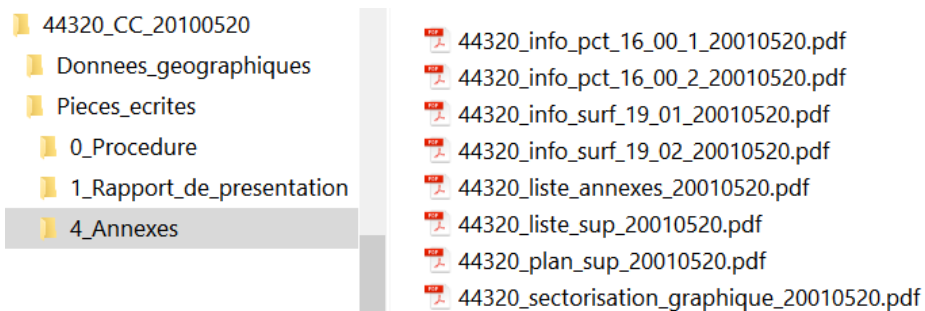 44320_CC_20100520
Donnees_geographiques
Pieces_ecrites
0_Procedure
1_Rapport_de_presentation
4_Annexes
44320_info_pct_16_00_1_20010520.pdf
44320_info_pct_16_00_2_20010520.pdf
44320_info_surf_19_01_20010520.pdf
44320_info_surf_19_02_20010520.pdf
44320_liste_annexes_20010520.pdf
44320_liste_sup_20010520.pdf
44320_plan_sup_20010520.pdf
44320_sectorisation_graphique_20010520.pdf